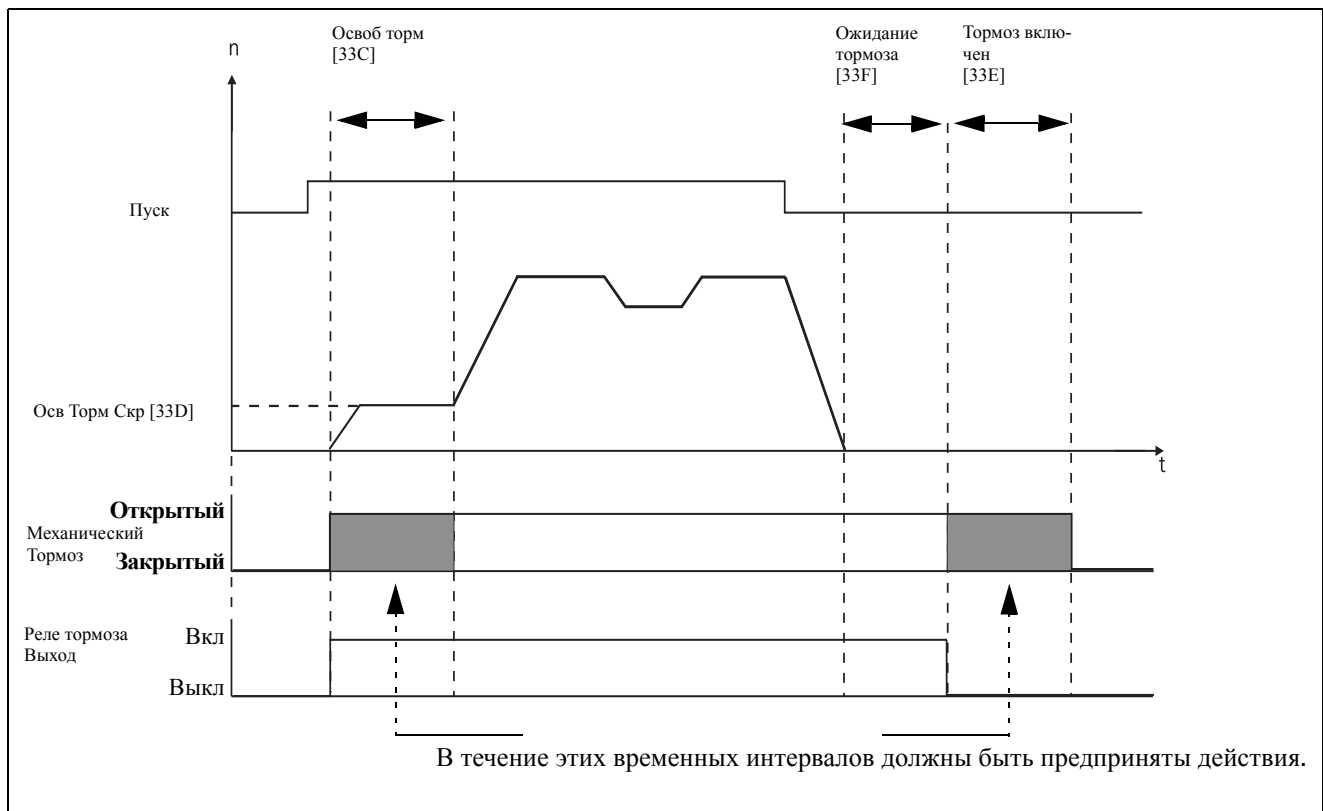 Освоб торм
[33C]
Ожидание
тормоза
[33F]
Тормоз вклю-
чен
[33E]
n
Пуск
Осв Торм Скр [33D]
t
Открытый
Механический
Тормоз
Закрытый
Реле тормоза
Выход
Вкл
Выкл
В течение этих временных интервалов должны быть предприняты действия.